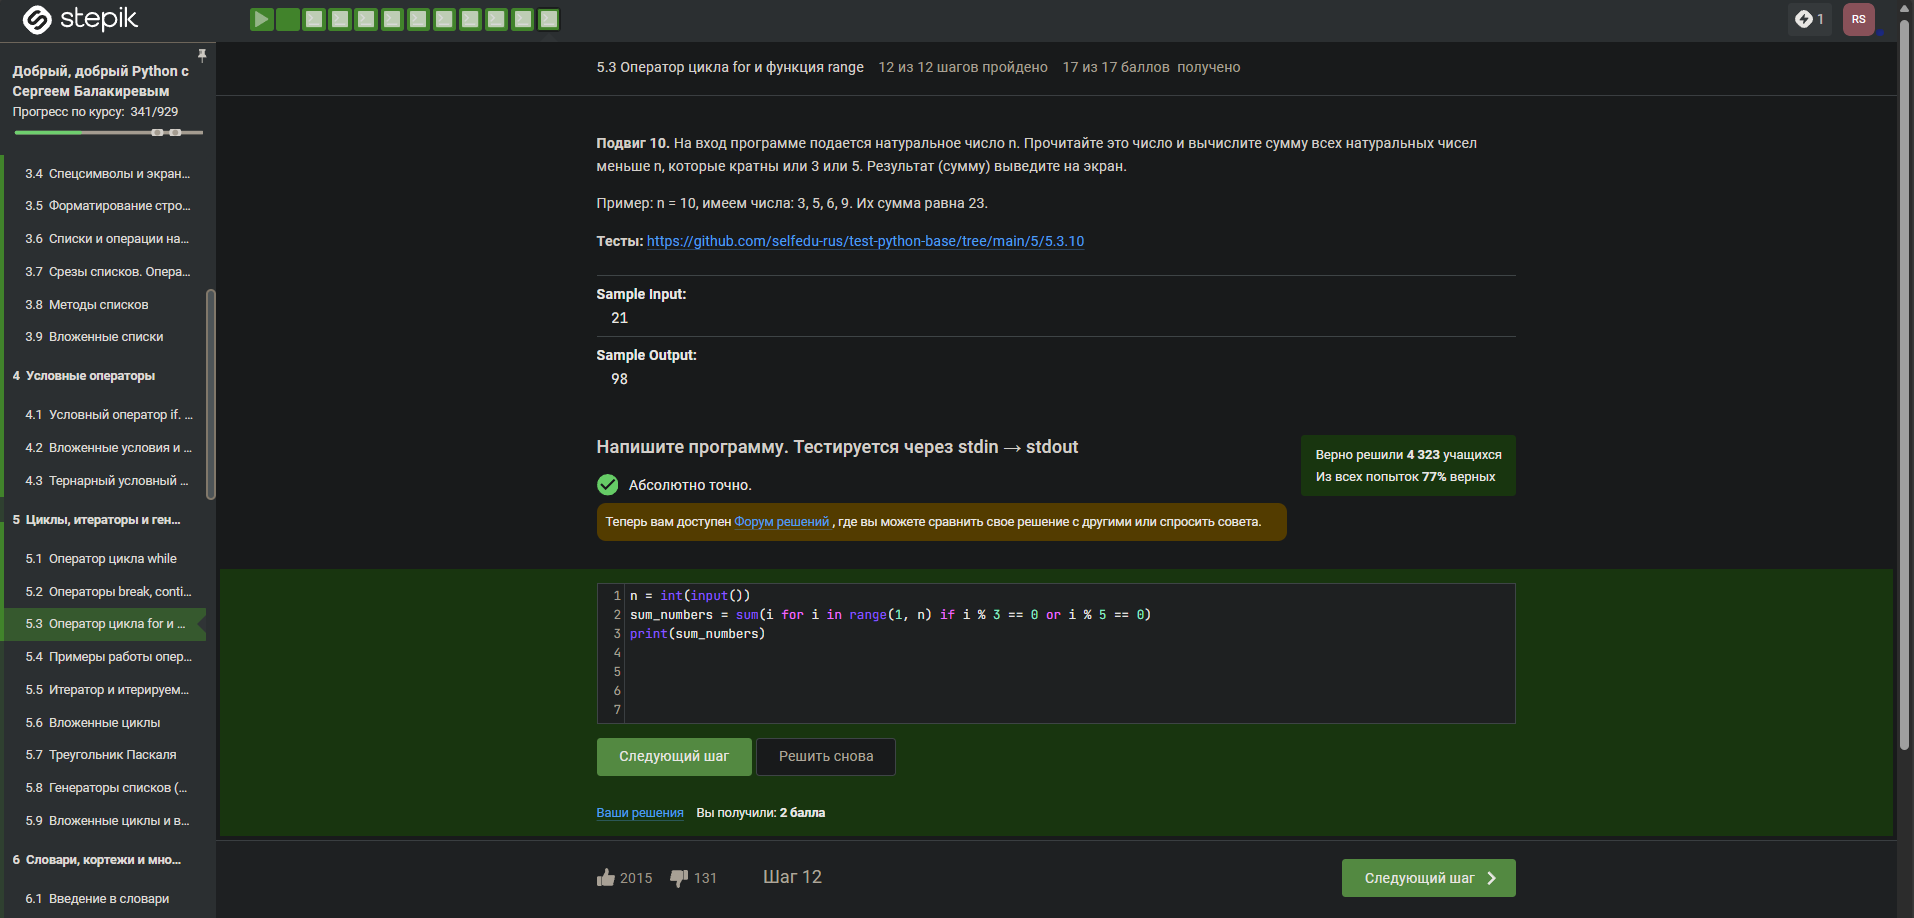 stepik
1
RS
Добрый, добрый Python с
Сергеем Балакиревым
Прогресс по курсу: 341/929
3.4 Спецсимволы и экран...
3.5 Форматирование стро...
3.6 Списки и операции на...
3.7 Срезы списков. Опера...
3.8 Методы списков
3.9 Вложенные списки
4 Условные операторы
4.1 Условный оператор if. ...
4.2 Вложенные условия и ...
4.3 Тернарный условный ...
5 Циклы, итераторы и ген...
5.1 Оператор цикла while
5.2 Операторы break, conti...
5.3 Оператор цикла for и ...
5.4 Примеры работы опер...
5.5 Итератор и итерируем...
5.6 Вложенные циклы
5.7 Треугольник Паскаля
5.8 Генераторы списков (...
5.9 Вложенные циклы и в...
6 Словари, кортежи и мно...
6.1 Введение в словари
5.3 Оператор цикла for и функция range 12 из 12 шагов пройдено 17 из 17 баллов получено
Подвиг 10. На вход программе подается натуральное число n. Прочитайте это число и вычислите сумму всех натуральных чисел
меньше n, которые кратны или 3 или 5. Результат (сумму) выведите на экран.
Пример: n = 10, имеем числа: 3, 5, 6, 9. Их сумма равна 23.
Тесты: https://github.com/selfedu-rus/test-python-base/tree/main/5/5.3.10
Sample Input:
21
Sample Output:
98
Напишите программу. Тестируется через stdin → stdout
Верно решили 4 323 учащихся
Из всех попыток 77% верных
Абсолютно точно.
Теперь вам доступен Форум решений , где вы можете сравнить свое решение с другими или спросить совета.
1 n = int(input())
2 sum_numbers = sum(i for i in range(1, n) if i % 3 == 0 or i % 5 == 0)
3 print(sum_numbers)
4
5
6
7
Следующий шаг Решить снова
Ваши решения Вы получили: 2 балла
2015 131 Шаг 12 Следующий шаг